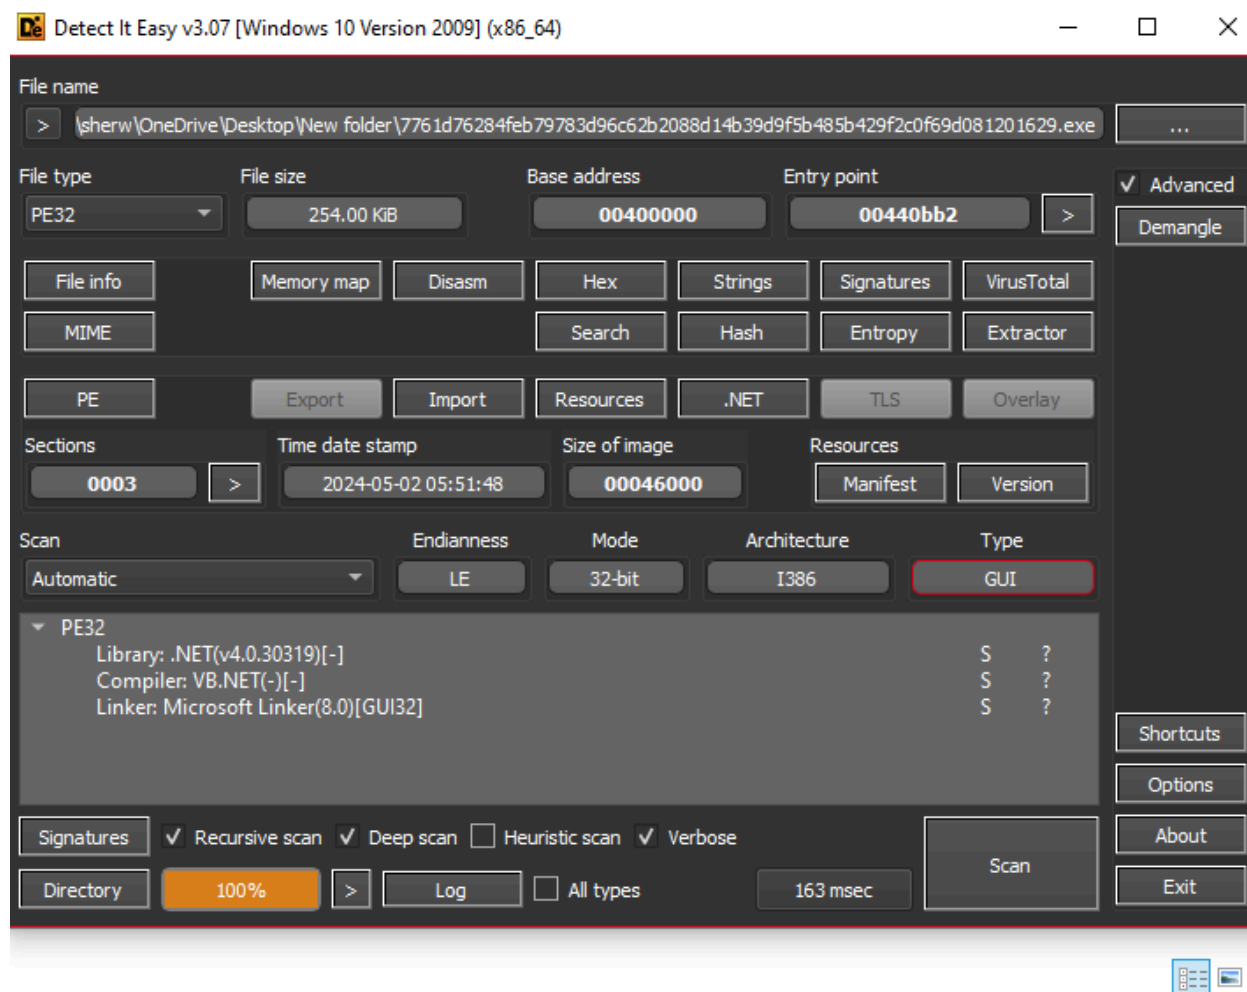 Detect It Easy v3.07 [Windows 10 Version 2009] (x86_64)
File name
> \sherw\OneDrive\Desktop\New folder\7761d76284feb79783d96c62b2088d14b39d9f5b485b429f2c0f69d081201629.exe ...
File type File size Base address Entry point Advanced
PE32 254.00 KiB 00400000 00440bb2 > Demangle
File info Memory map Disasm Hex Strings Signatures VirusTotal
MIME Search Hash Entropy Extractor
PE Export Import Resources .NET TLS Overlay
Sections Time date stamp Size of image Resources
0003 > 2024-05-02 05:51:48 00046000 Manifest Version
Scan Endianness Mode Architecture Type
Automatic LE 32-bit I386 GUI
PE32
Library: .NET(v4.0.30319)[-] S ?
Compiler: VB.NET(-)[-] S ?
Linker: Microsoft Linker(8.0)[GUI32] S ?
Shortcuts
Options
Signatures Recursive scan Deep scan Heuristic scan Verbose About
Directory 100% > Log All types 163 msec Scan Exit